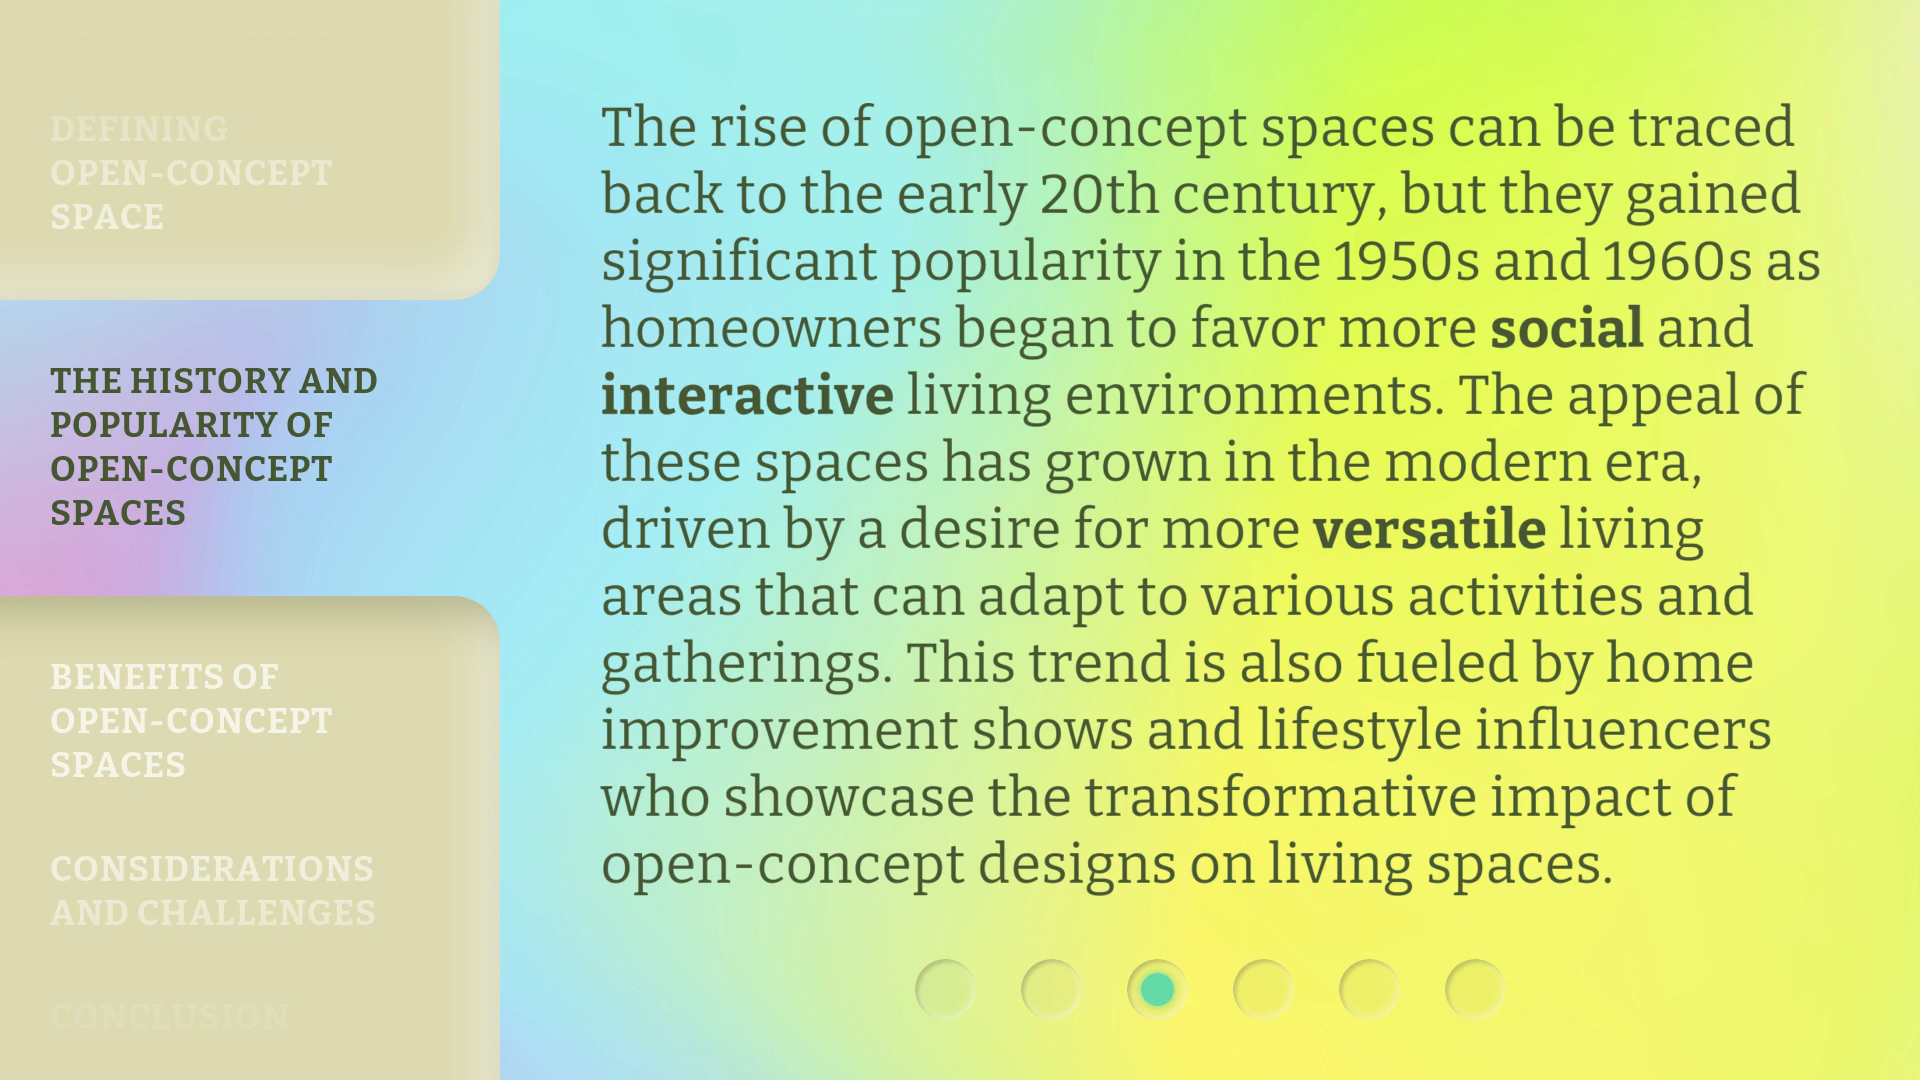 INTRODUCTION
DEFINING
OPEN-CONCEPT
SPACE
THE HISTORY AND
POPULARITY OF
OPEN-CONCEPT
SPACES
BENEFITS OF
OPEN-CONCEPT
SPACES
CONSIDERATIONS
AND CHALLENGES
CONCLUSION
The rise of open-concept spaces can be traced
back to the early 20th century, but they gained
significant popularity in the 1950s and 1960s as
homeowners began to favor more social and
interactive living environments. The appeal of
these spaces has grown in the modern era,
driven by a desire for more versatile living
areas that can adapt to various activities and
gatherings. This trend is also fueled by home
improvement shows and lifestyle influencers
who showcase the transformative impact of
open-concept designs on living spaces.